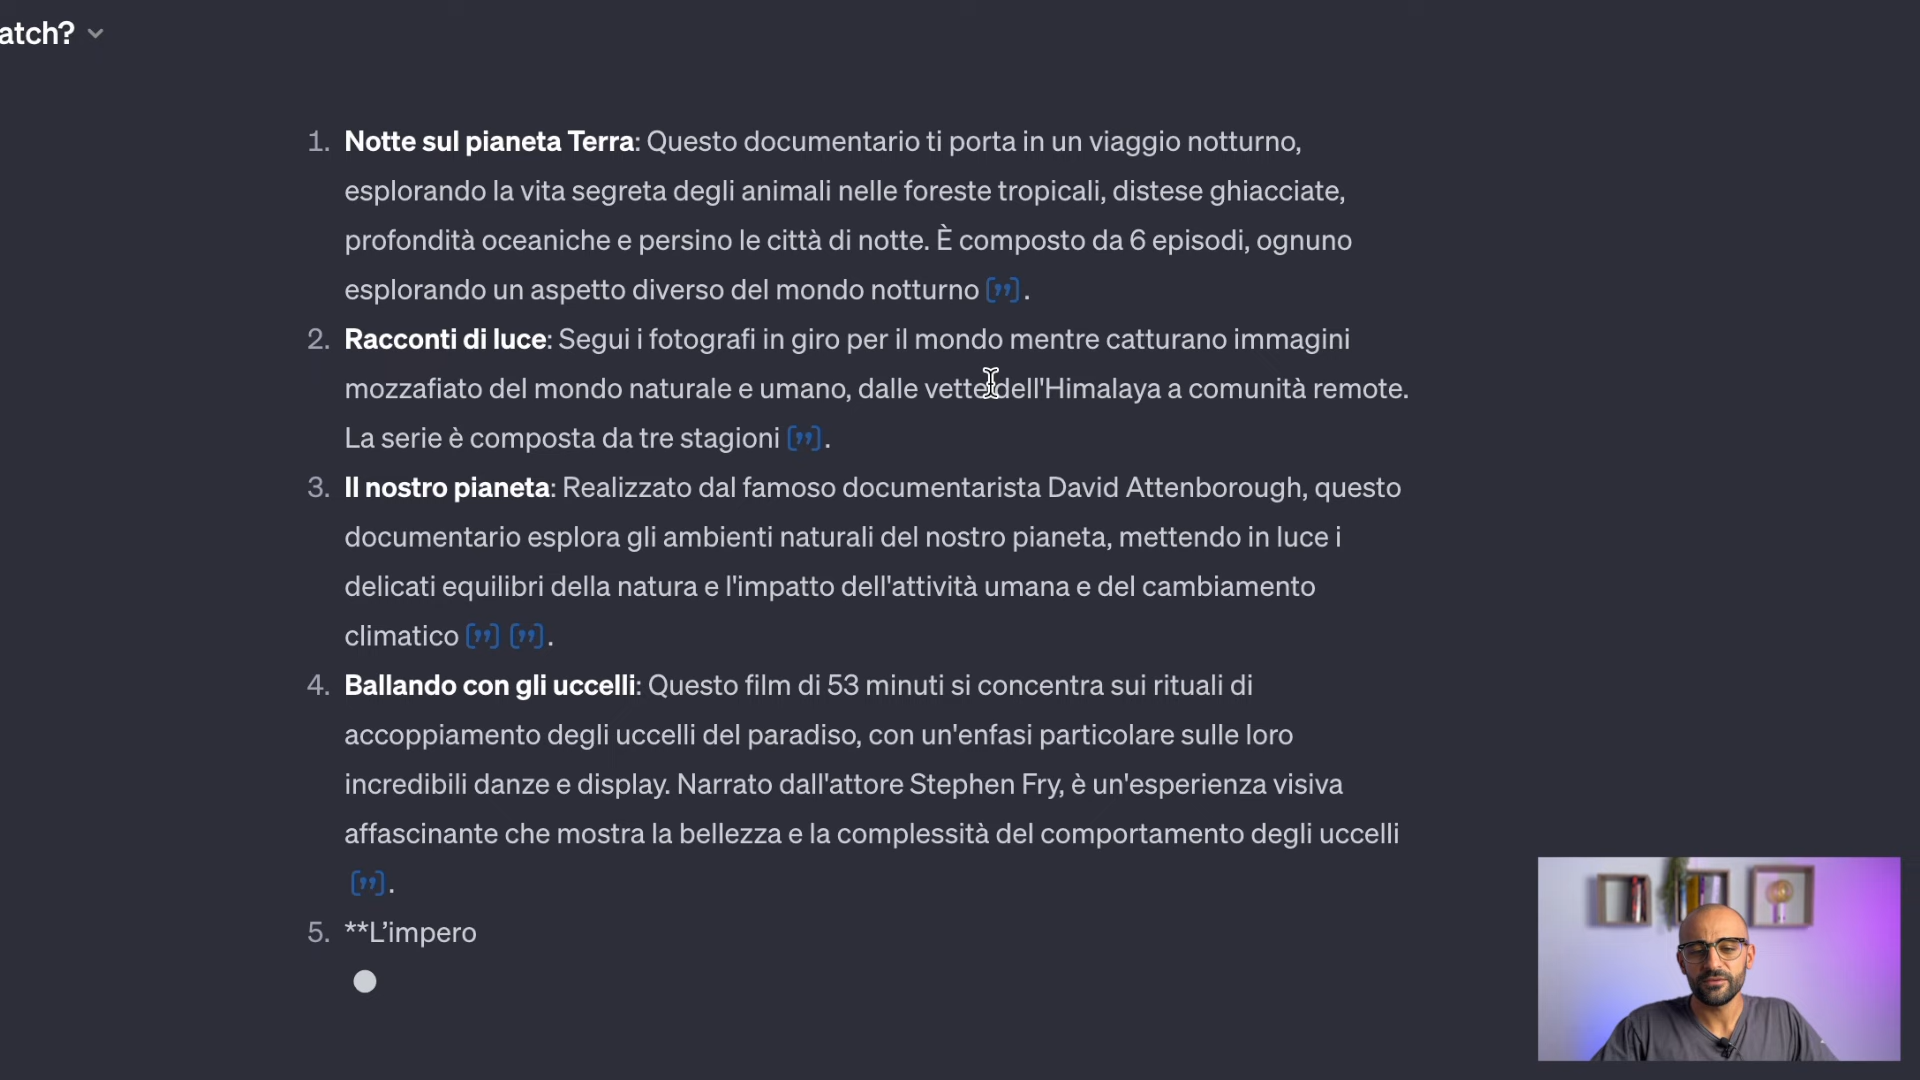 atch?
1. Notte sul pianeta Terra: Questo documentario ti porta in un viaggio notturno,
esplorando la vita segreta degli animali nelle foreste tropicali, distese ghiacciate,
profondità oceaniche e persino le città di notte. È composto da 6 episodi, ognuno
esplorando un aspetto diverso del mondo notturno [”].
2. Racconti di luce: Segui i fotografi in giro per il mondo mentre catturano immagini
mozzafiato del mondo naturale e umano, dalle vette dell'Himalaya a comunità remote.
La serie è composta da tre stagioni [”].
3. Il nostro pianeta: Realizzato dal famoso documentarista David Attenborough, questo
documentario esplora gli ambienti naturali del nostro pianeta, mettendo in luce i
delicati equilibri della natura e l'impatto dell'attività umana e del cambiamento
climatico [”] [”].
4. Ballando con gli uccelli: Questo film di 53 minuti si concentra sui rituali di
accoppiamento degli uccelli del paradiso, con un'enfasi particolare sulle loro
incredibili danze e display. Narrato dall'attore Stephen Fry, è un'esperienza visiva
affascinante che mostra la bellezza e la complessità del comportamento degli uccelli
[”].
5. **L’impero